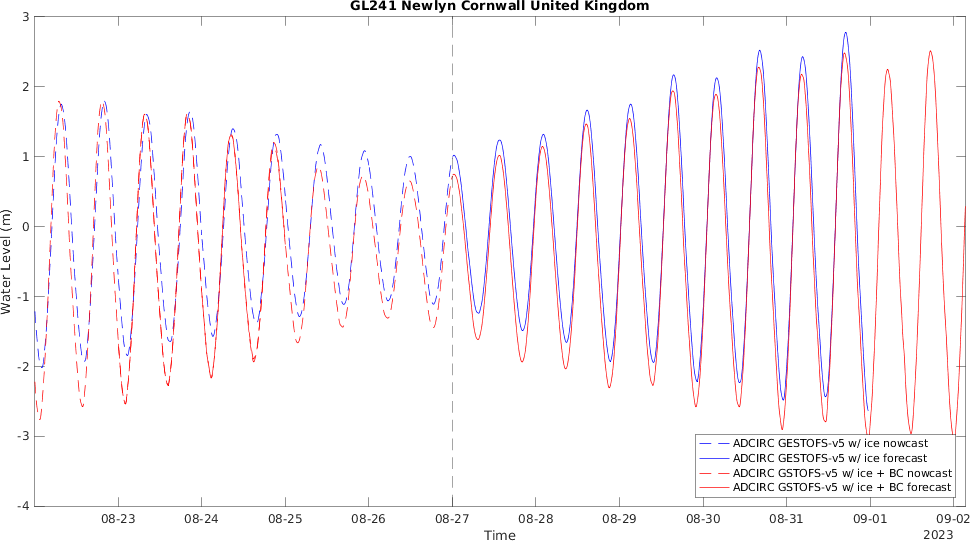 GL241 Newlyn Cornwall United Kingdom
3
2
1
0
-1
-2
-3
-4
Water Level (m)
ADCIRC GESTOFS-v5 w/ ice nowcast
ADCIRC GESTOFS-v5 w/ ice forecast
ADCIRC GSTOFS-v5 w/ ice + BC nowcast
ADCIRC GSTOFS-v5 w/ ice + BC forecast
08-23 08-24 08-25 08-26 08-27 08-28 08-29 08-30 08-31 09-01 09-02
Time
2023